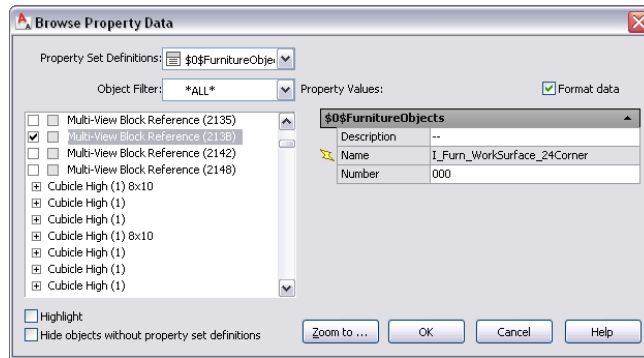 Browse Property Data
Property Set Definitions: $0$FurnitureObje
Object Filter: *ALL* Property Values: Format data
Multi-View Block Reference (2135)
Multi-View Block Reference (213B)
Multi-View Block Reference (2142)
Multi-View Block Reference (2148)
Cubicle High (1) 8x10
Cubicle High (1)
Cubicle High (1)
Cubicle High (1) 8x10
Cubicle High (1)
Cubicle High (1)
Cubicle High (1)
$0$FurnitureObjects
Description --
Name I_Furn_WorkSurface_24Corner
Number 000
Highlight
Hide objects without property set definitions
Zoom to ... OK Cancel Help